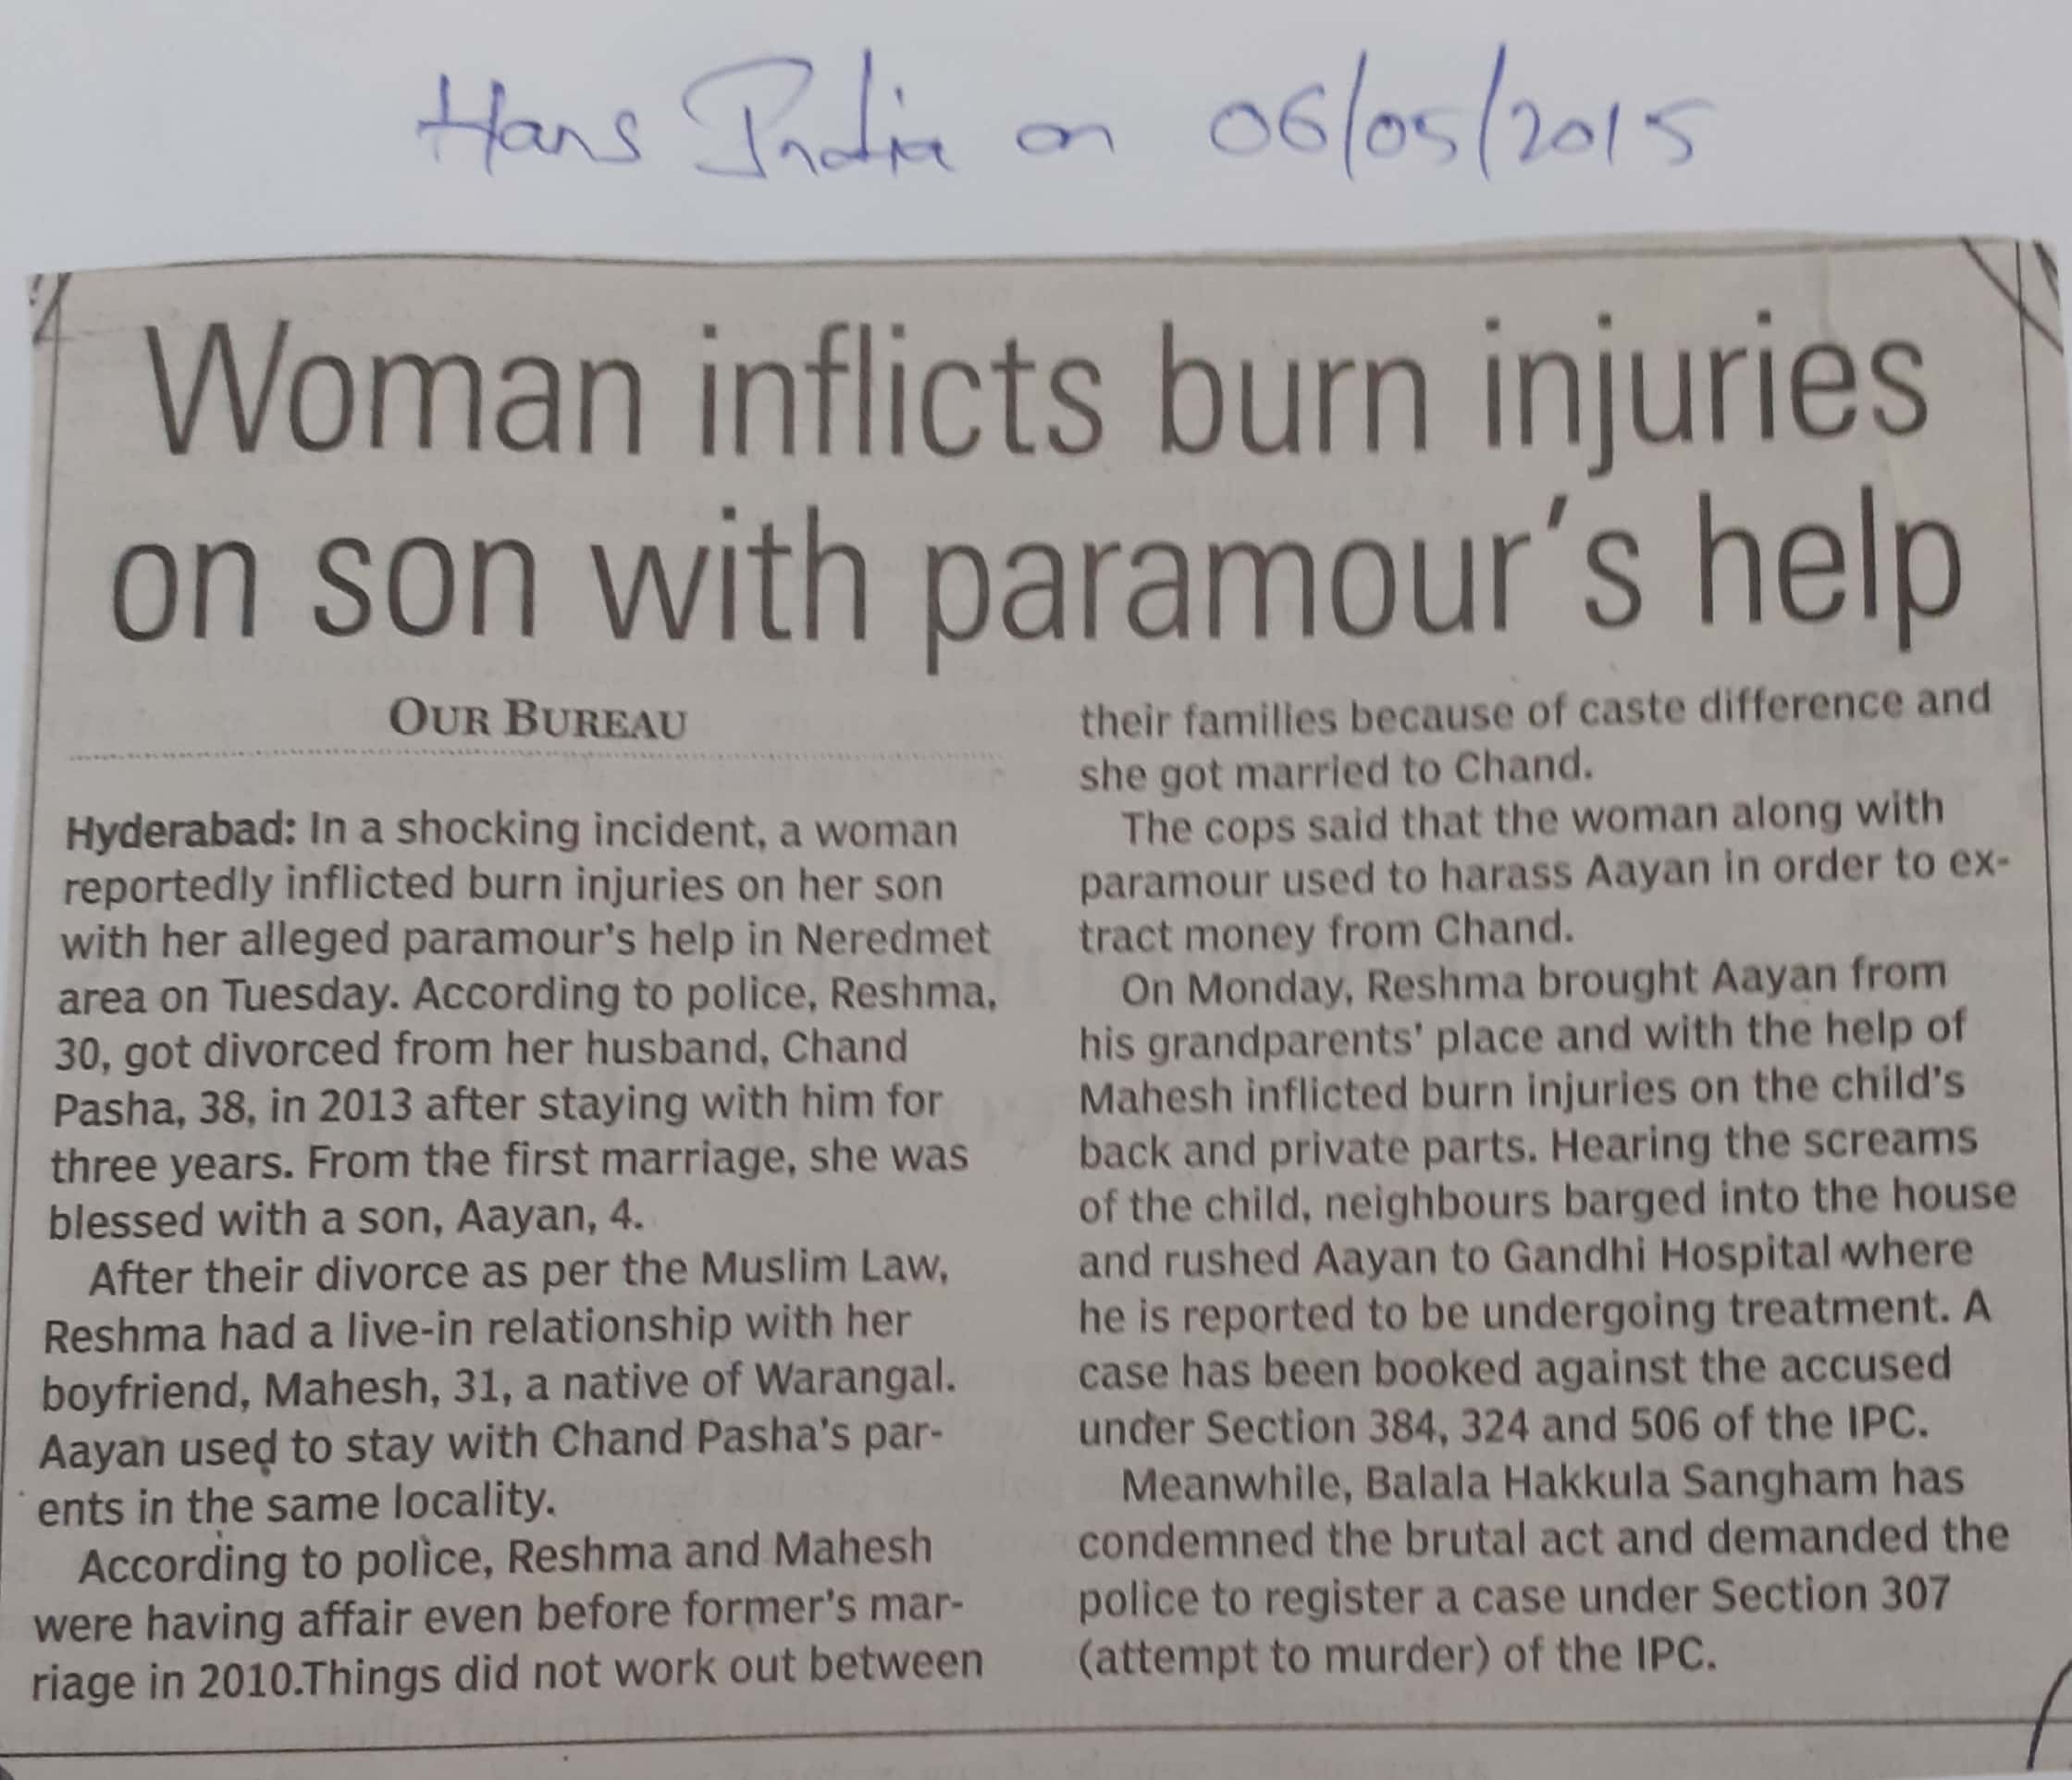 Hans India on 06/05/2015
Woman inflicts burn injuries
on son with paramour's help
OUR BUREAU
Hyderabad: In a shocking incident, a woman
reportedly inflicted burn injuries on her son
with her alleged paramour's help in Neredmet
area on Tuesday. According to police, Reshma,
30, got divorced from her husband, Chand
Pasha, 38, in 2013 after staying with him for
three years. From the first marriage, she was
blessed with a son, Aayan, 4.
After their divorce as per the Muslim Law,
Reshma had a live-in relationship with her
boyfriend, Mahesh, 31, a native of Warangal.
Aayan used to stay with Chand Pasha's par-
ents in the same locality.
According to police, Reshma and Mahesh
were having affair even before former's mar-
riage in 2010.Things did not work out between
their families because of caste difference and
she got married to Chand.
The cops said that the woman along with
paramour used to harass Aayan in order to ex-
tract money from Chand.
On Monday, Reshma brought Aayan from
his grandparents' place and with the help of
Mahesh inflicted burn injuries on the child's
back and private parts. Hearing the screams
of the child, neighbours barged into the house
and rushed Aayan to Gandhi Hospital where
he is reported to be undergoing treatment. A
case has been booked against the accused
under Section 384, 324 and 506 of the IPC.
Meanwhile, Balala Hakkula Sangham has
condemned the brutal act and demanded the
police to register a case under Section 307
(attempt to murder) of the IPC.